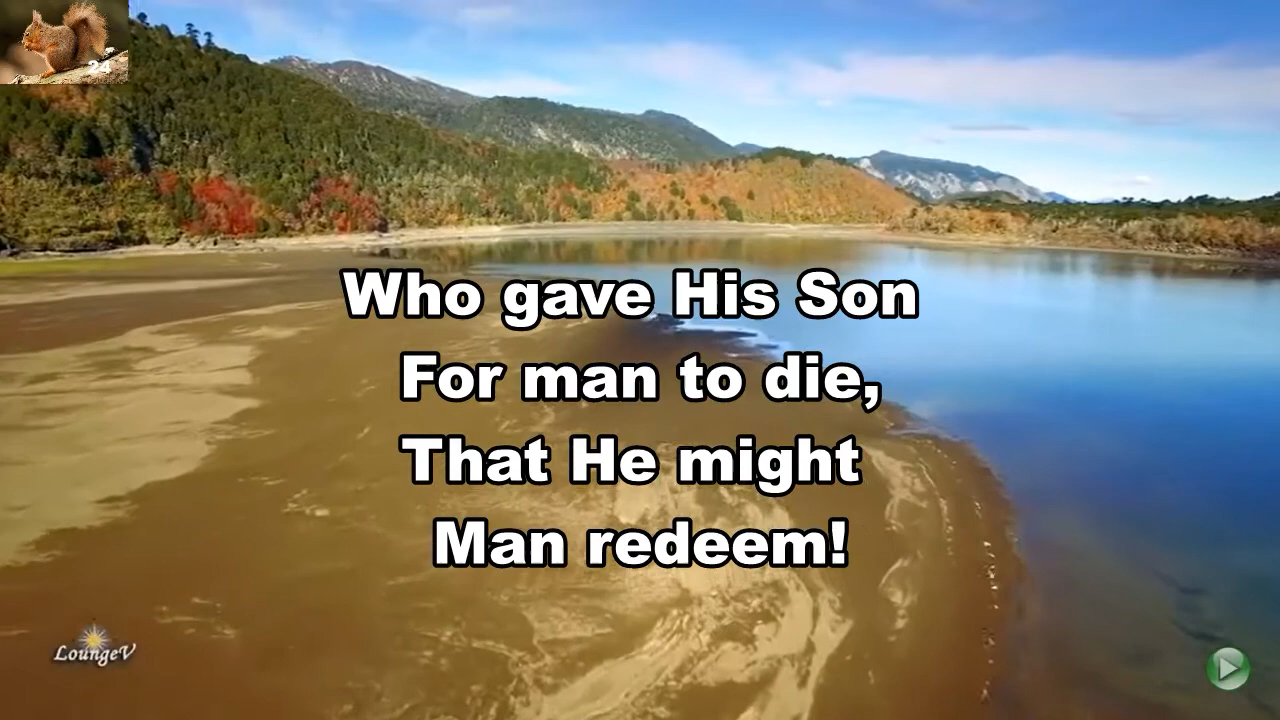 24
Who gave His Son
For man to die,
That He might
Man redeem!
LoungeV